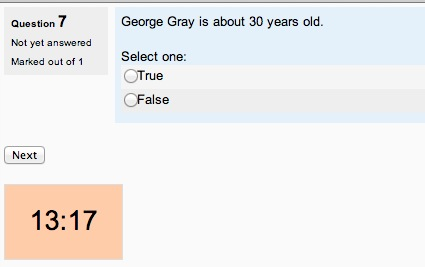 Question 7
Not yet answered
Marked out of 1
George Gray is about 30 years old.
Select one:
True
False
Next
13:17